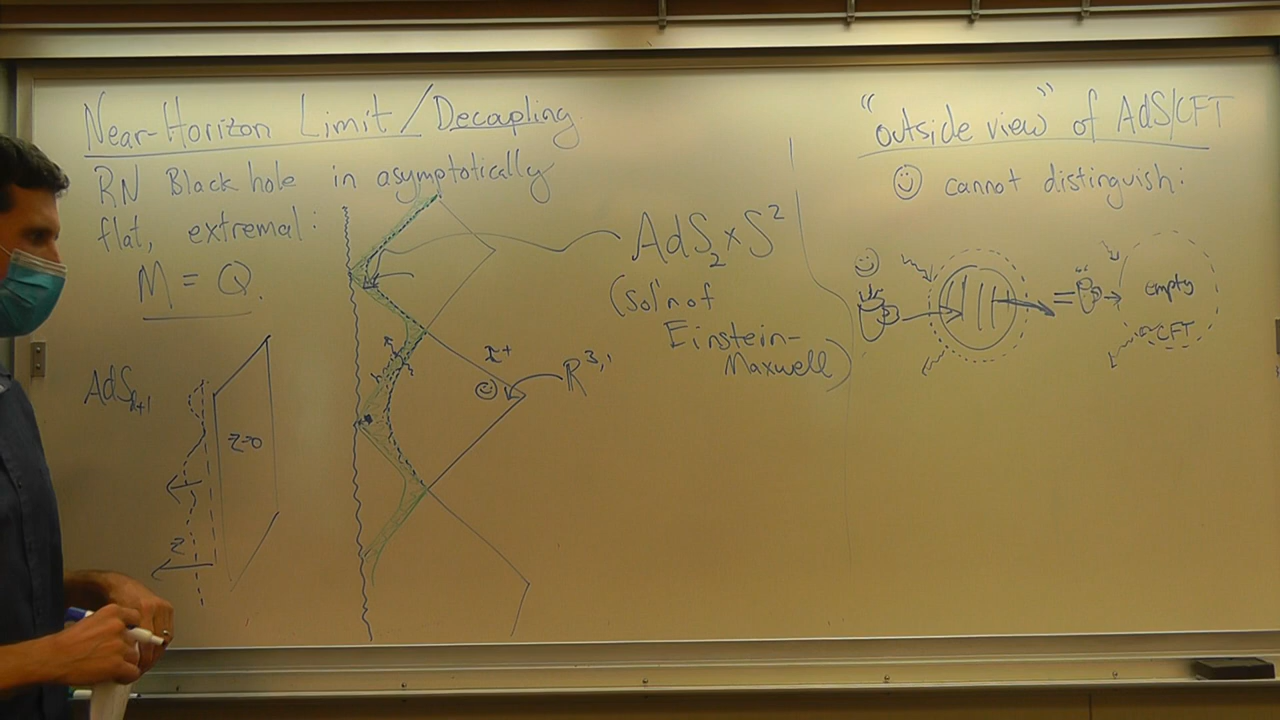 Near-Horizon Limit/Decoupling
RN Black hole in asymptotically
flat, extremal:
M = Q.
AdS₂×S²
(sol'n of
Einstein-
Maxwell)
R³,¹
AdS_{d+1}
z=0
z
"outside view" of AdS/CFT
cannot distinguish:
=
empty
CFT